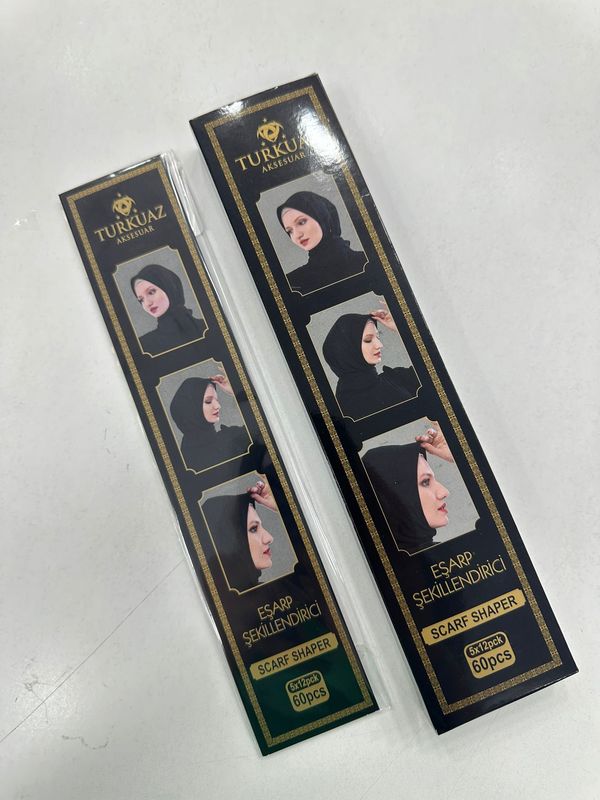 TURKUAZ
AKSESUAR
EŞARP
ŞEKİLLENDİRİCİ
SCARF SHAPER
5x12pck
60pcs
TURKUAZ
AKSESUAR
EŞARP
ŞEKİLLENDİRİCİ
SCARF SHAPER
5x12pck
60pcs